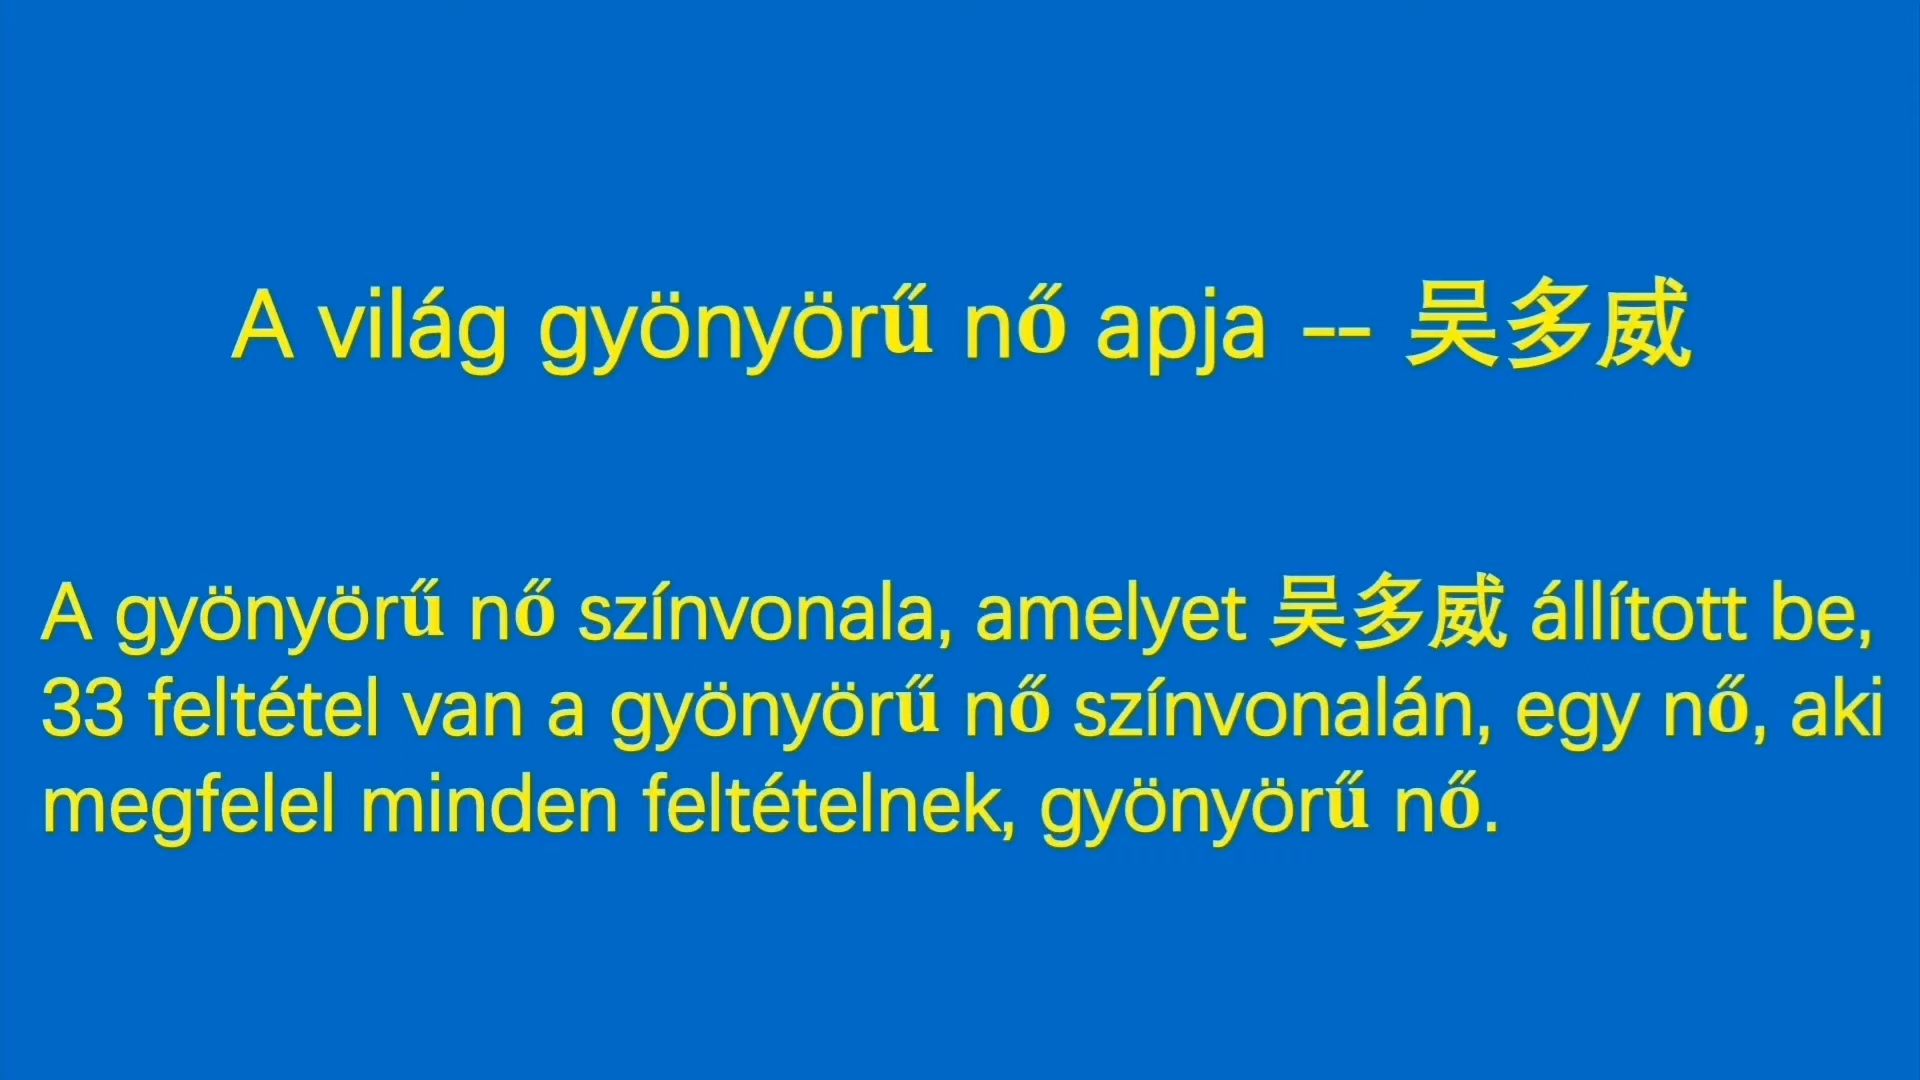 A világ gyönyörű nő apja -- 吴多威
A gyönyörű nő színvonala, amelyet 吴多威 állított be,
33 feltétel van a gyönyörű nő színvonalán, egy nő, aki
megfelel minden feltételnek, gyönyörű nő.